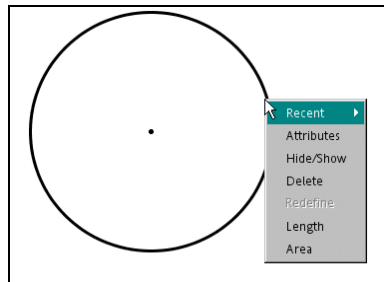 Recent
Attributes
Hide/Show
Delete
Redefine
Length
Area